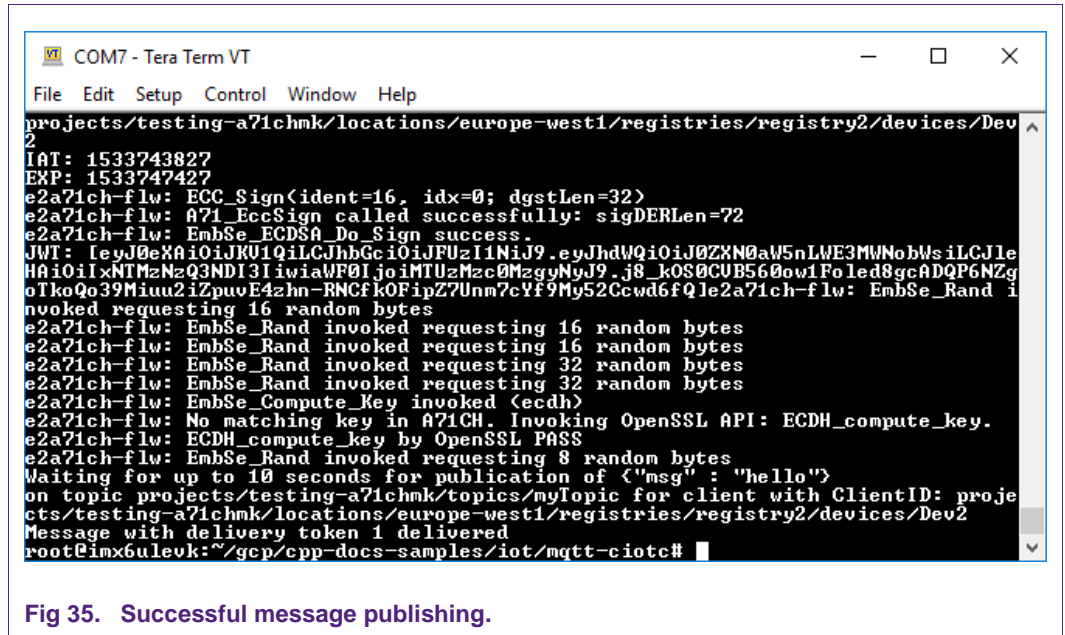 COM7 - Tera Term VT
File Edit Setup Control Window Help
projects/testing-a71chmk/locations/europe-west1/registries/registry2/devices/Dev
2
IAT: 1533743827
EXP: 1533747427
e2a71ch-flw: ECC_Sign(ident=16, idx=0; dgstLen=32)
e2a71ch-flw: A71_EccSign called successfully: sigDERLen=72
e2a71ch-flw: EmbSe_ECDSA_Do_Sign success.
JWT: [eyJ0eXAiOiJKV1QiLCJhbGciOiJFUzI1NiJ9.eyJhdWQiOiJ0ZXN0aW5nLWE3MWNobWsiLCJle
HAiOiIxNTMzNzQ3NDI3IiwiaWF0IjoiMTUzMzc0MzgyNyJ9.j8_kOS0CVB560ow1Foled8gcADQP6NZg
oTkoQo39Miuu2iZpuvE4zhn-RNCfkOFipZ7Unm7cYf9My52Ccwd6fQ]e2a71ch-flw: EmbSe_Rand i
nvoked requesting 16 random bytes
e2a71ch-flw: EmbSe_Rand invoked requesting 16 random bytes
e2a71ch-flw: EmbSe_Rand invoked requesting 16 random bytes
e2a71ch-flw: EmbSe_Rand invoked requesting 32 random bytes
e2a71ch-flw: EmbSe_Rand invoked requesting 32 random bytes
e2a71ch-flw: EmbSe_Compute_Key invoked (ecdh)
e2a71ch-flw: No matching key in A71CH. Invoking OpenSSL API: ECDH_compute_key.
e2a71ch-flw: ECDH_compute_key by OpenSSL PASS
e2a71ch-flw: EmbSe_Rand invoked requesting 8 random bytes
Waiting for up to 10 seconds for publication of {"msg" : "hello"}
on topic projects/testing-a71chmk/topics/myTopic for client with ClientID: proje
cts/testing-a71chmk/locations/europe-west1/registries/registry2/devices/Dev2
Message with delivery token 1 delivered
root@imx6ulevk:~/gcp/cpp-docs-samples/iot/mqtt-ciotc#
Fig 35. Successful message publishing.